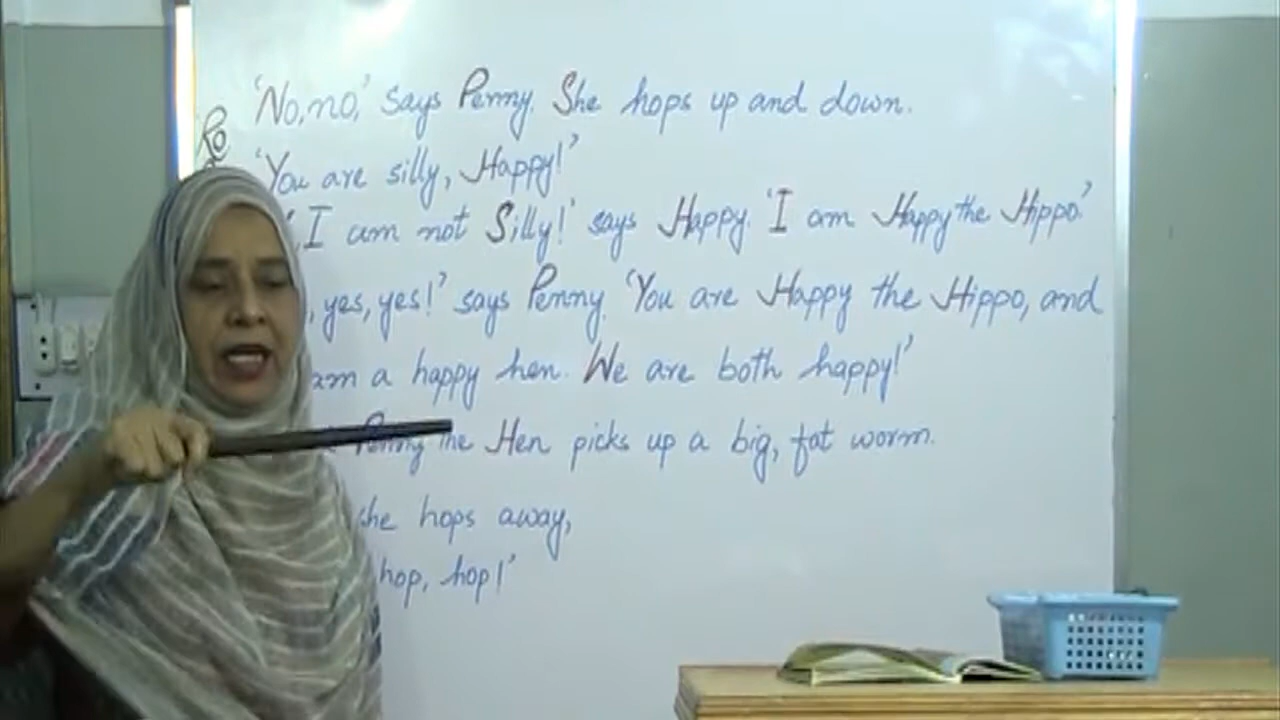 'No, no,' says Penny. She hops up and down.
Ro
'You are silly, Happy!'
'I am not Silly!' says Happy. 'I am Happy the Hippo.'
, yes, yes!' says Penny. 'You are Happy the Hippo, and
am a happy hen. We are both happy!'
Penny the Hen picks up a big, fat worm.
she hops away,
hop, hop!'